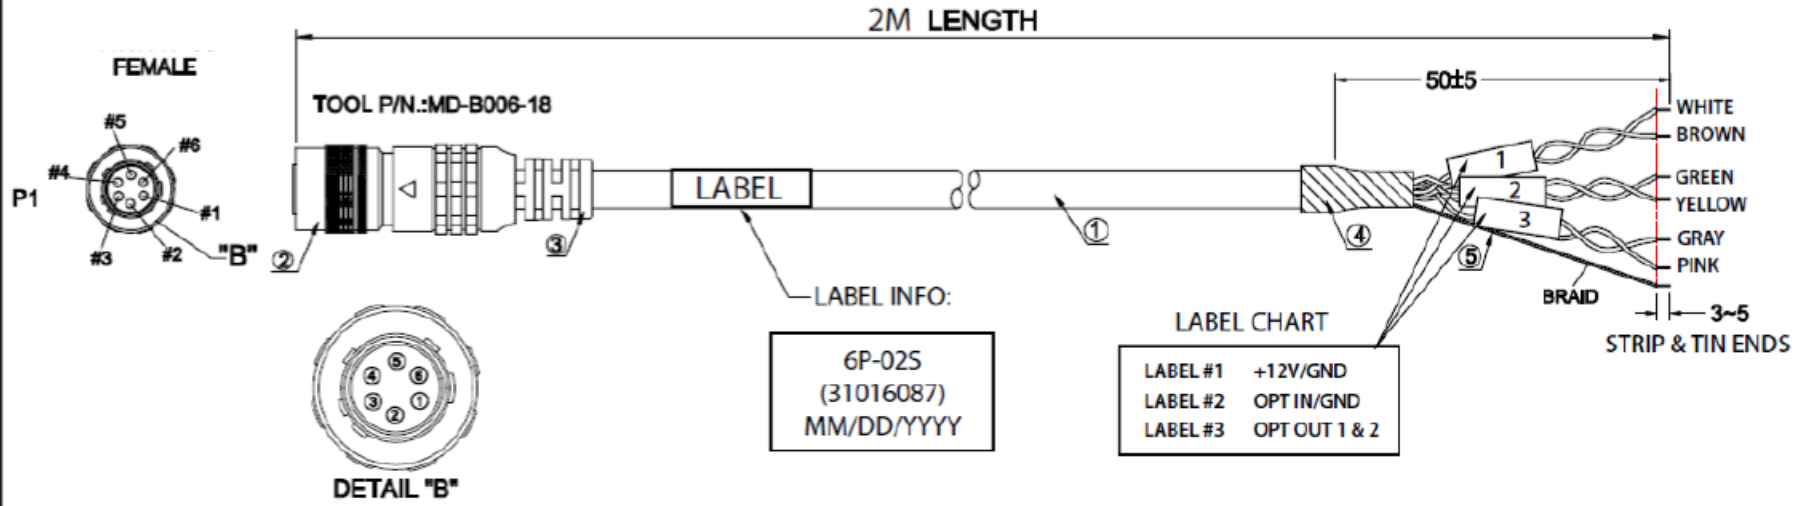 2M LENGTH
FEMALE
TOOL P/N.:MD-B006-18
50±5
#5
#6
#4
P1
#1
#3
#2
"B"
②
③
LABEL
①
④
⑤
1
2
3
WHITE
BROWN
GREEN
YELLOW
GRAY
PINK
BRAID
3~5
STRIP & TIN ENDS
LABEL INFO:
6P-02S
(31016087)
MM/DD/YYYY
LABEL CHART
LABEL #1 +12V/GND
LABEL #2 OPT IN/GND
LABEL #3 OPT OUT 1 & 2
⑤
④
⑥
③
①
②
DETAIL "B"